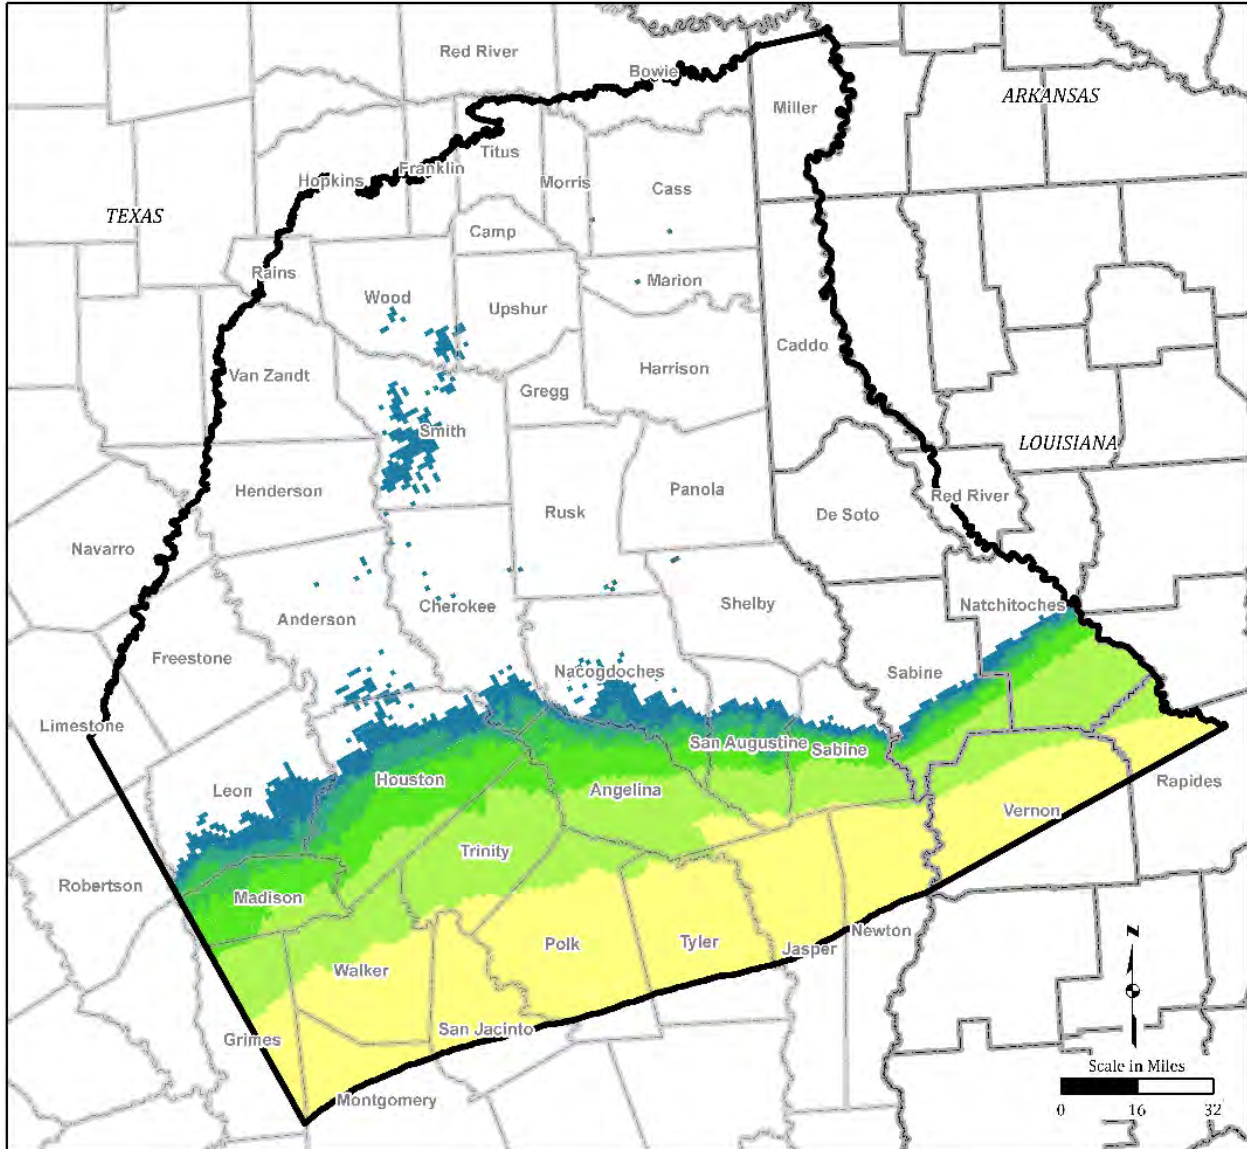 Red River
Bowie
ARKANSAS
Miller
Titus
Franklin
Hopkins
Morris
Cass
TEXAS
Camp
Rains
Marion
Wood
Upshur
Caddo
Harrison
Van Zandt
Gregg
Smith
LOUISIANA
Henderson
Panola
Red River
Rusk
De Soto
Navarro
Shelby
Natchitoches
Cherokee
Anderson
Freestone
Nacogdoches
Sabine
Limestone
San Augustine
Sabine
Houston
Rapides
Leon
Angelina
Vernon
Trinity
Robertson
Madison
Newton
Polk
Tyler
Jasper
Walker
N
San Jacinto
Grimes
Scale in Miles
Montgomery
0 16 32